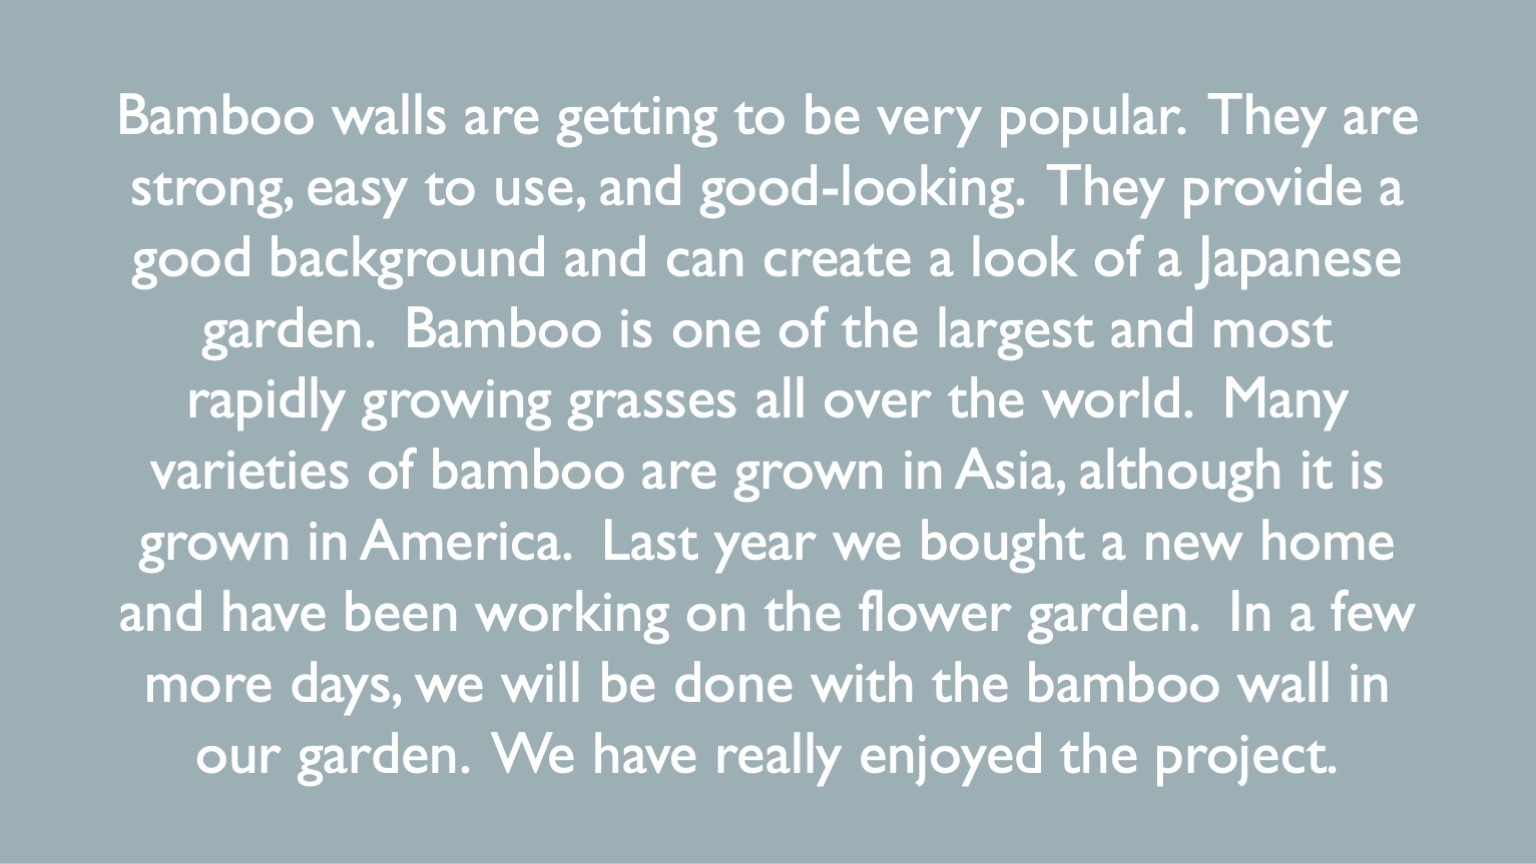 Bamboo walls are getting to be very popular.  They are
strong, easy to use, and good-looking.  They provide a
good background and can create a look of a Japanese
garden.  Bamboo is one of the largest and most
rapidly growing grasses all over the world.  Many
varieties of bamboo are grown in Asia, although it is
grown in America.  Last year we bought a new home
and have been working on the flower garden.  In a few
more days, we will be done with the bamboo wall in
our garden.  We have really enjoyed the project.